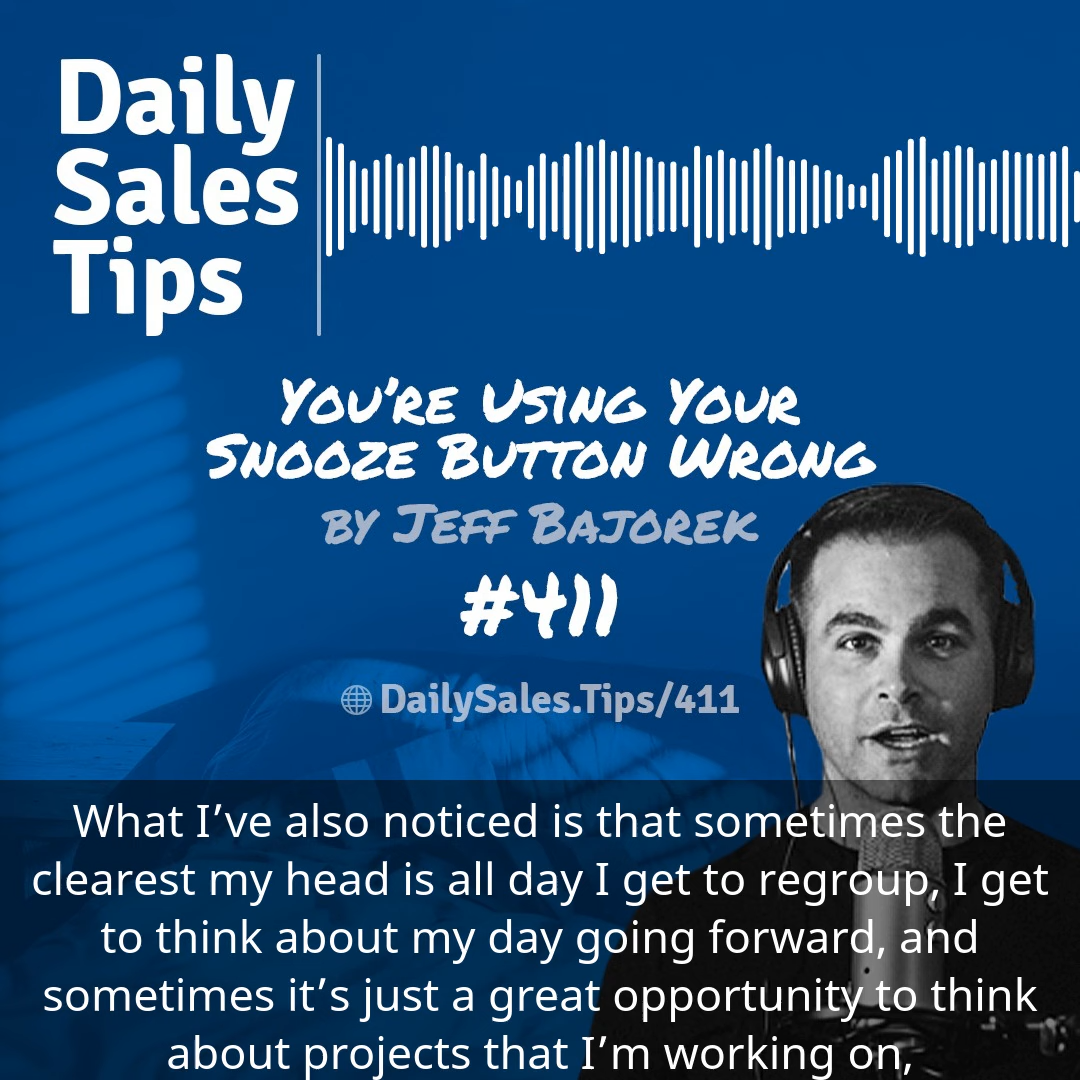 Daily
Sales
Tips
You're Using Your
Snooze Button Wrong
by Jeff Bajorek
#411
DailySales.Tips/411
What I've also noticed is that sometimes the
clearest my head is all day I get to regroup, I get
to think about my day going forward, and
sometimes it's just a great opportunity to think
about projects that I'm working on,